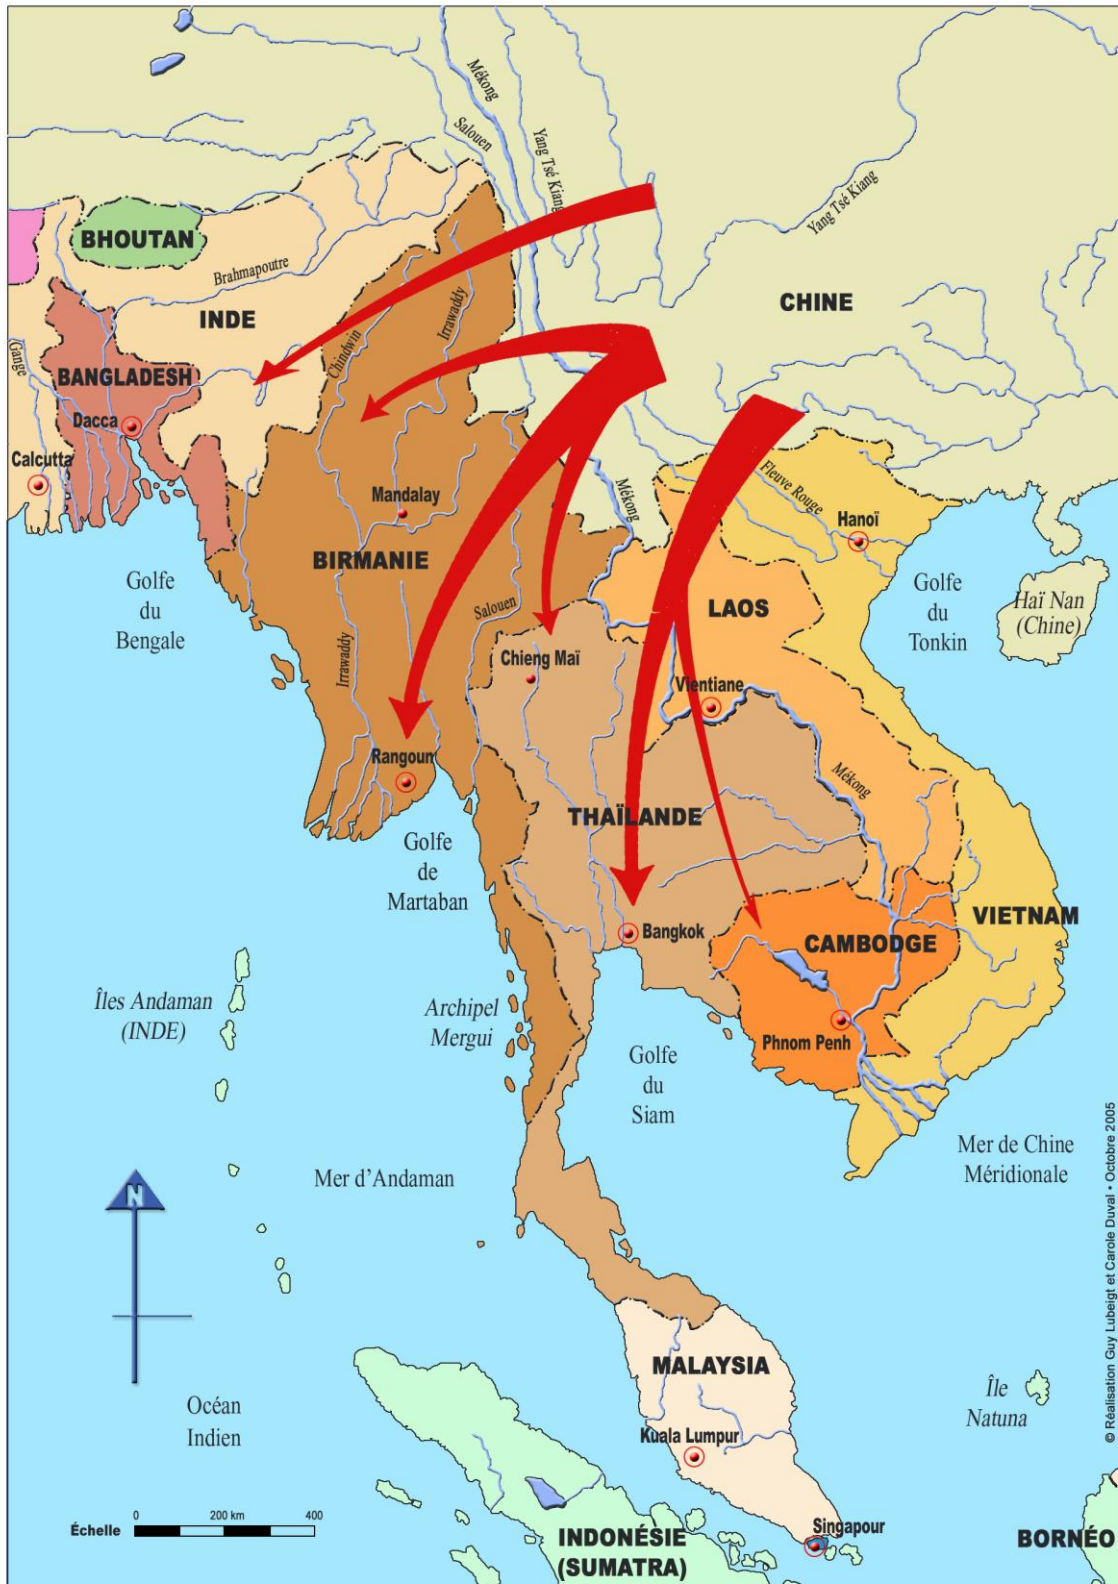 Mékong
Salouen
Yang Tsé Kiang
Yang Tsé Kiang
BHOUTAN
Brahmapoutre
INDE
Irrawaddy
Chindwin
CHINE
Gange
BANGLADESH
Dacca
Calcutta
Mandalay
Mékong
Fleuve Rouge
Hanoï
BIRMANIE
Golfe
du
Bengale
Salouen
LAOS
Golfe
du
Tonkin
Haï Nan
(Chine)
Irrawaddy
Chieng Maï
Vientiane
Rangoun
Mékong
THAÏLANDE
Golfe
de
Martaban
Bangkok
CAMBODGE
VIETNAM
Îles Andaman
(INDE)
Archipel
Mergui
Phnom Penh
Golfe
du
Siam
Mer d'Andaman
Mer de Chine
Méridionale
N
MALAYSIA
Océan
Indien
Île
Natuna
Kuala Lumpur
Échelle
0 200 km 400
Singapour
INDONÉSIE
(SUMATRA)
BORNÉO
© Réalisation Guy Lubeigt et Carole Duval • Octobre 2005